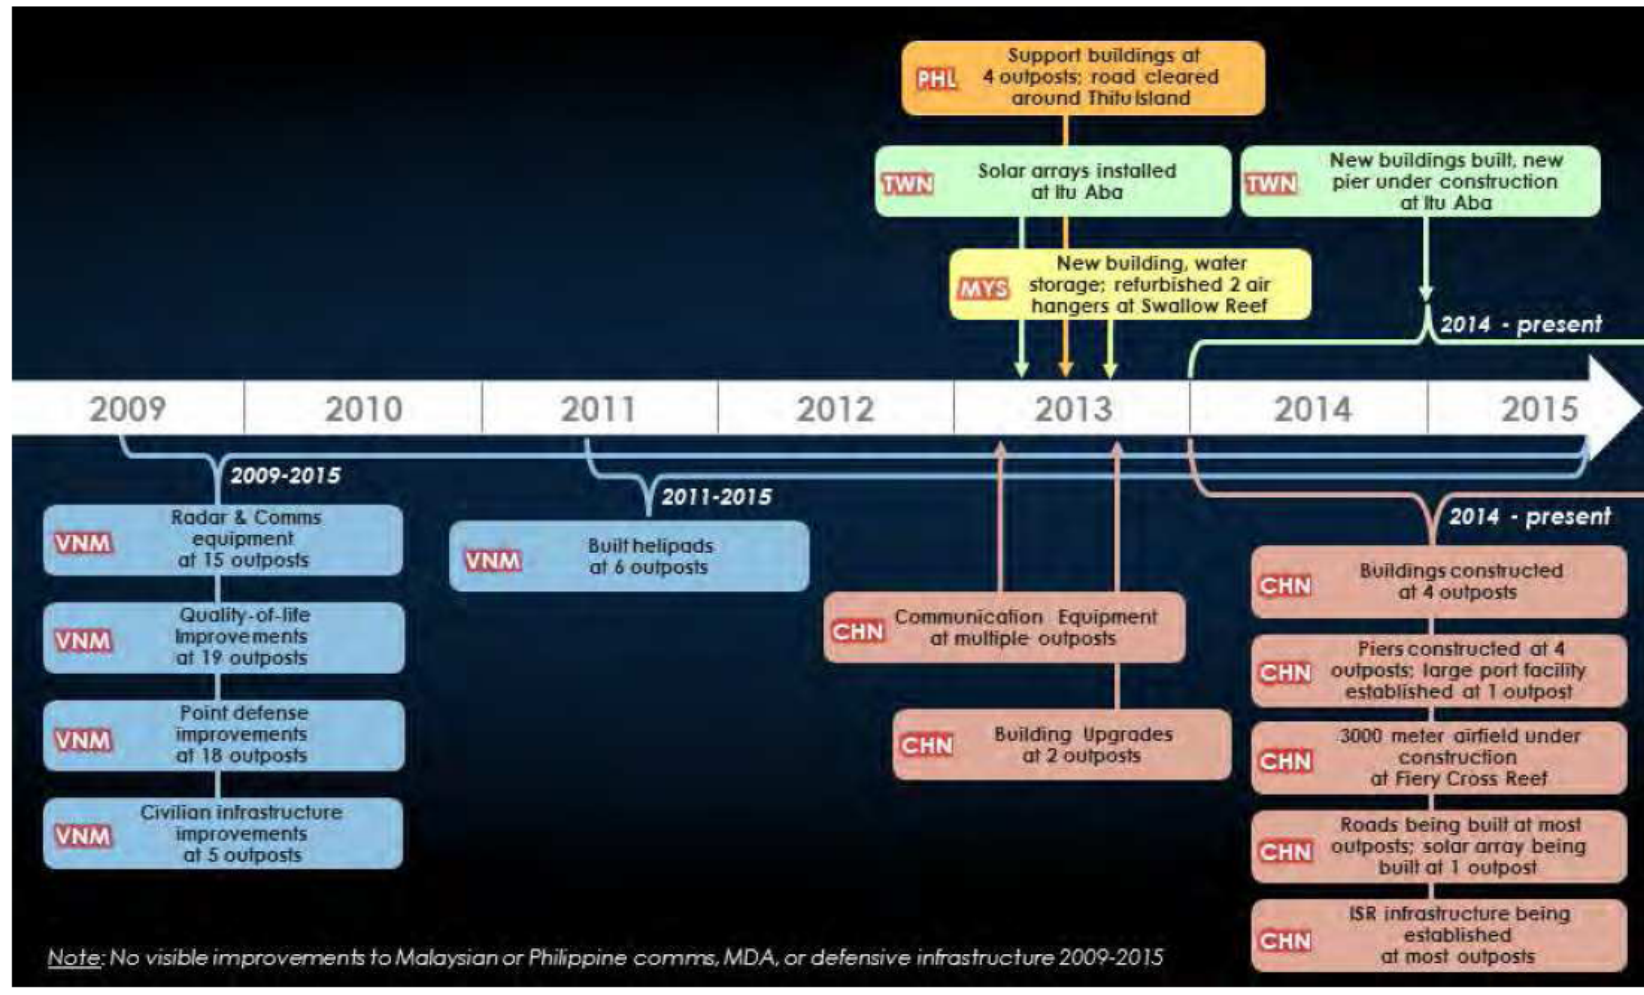 PHL
Support buildings at
4 outposts; road cleared
around Thitu Island
TWN
Solar arrays installed
at Itu Aba
TWN
New buildings built, new
pier under construction
at Itu Aba
MYS
New building, water
storage; refurbished 2 air
hangers at Swallow Reef
2014 - present
2009
2010
2011
2012
2013
2014
2015
2009-2015
VNM
Radar & Comms
equipment
at 15 outposts
VNM
Quality-of-life
Improvements
at 19 outposts
VNM
Point defense
improvements
at 18 outposts
VNM
Civilian infrastructure
improvements
at 5 outposts
2011-2015
VNM
Built helipads
at 6 outposts
CHN
Communication Equipment
at multiple outposts
CHN
Building Upgrades
at 2 outposts
2014 - present
CHN
Buildings constructed
at 4 outposts
CHN
Piers constructed at 4
outposts; large port facility
established at 1 outpost
CHN
3000 meter airfield under
construction
at Fiery Cross Reef
CHN
Roads being built at most
outposts; solar array being
built at 1 outpost
CHN
ISR infrastructure being
established
at most outposts
Note: No visible improvements to Malaysian or Philippine comms, MDA, or defensive infrastructure 2009-2015